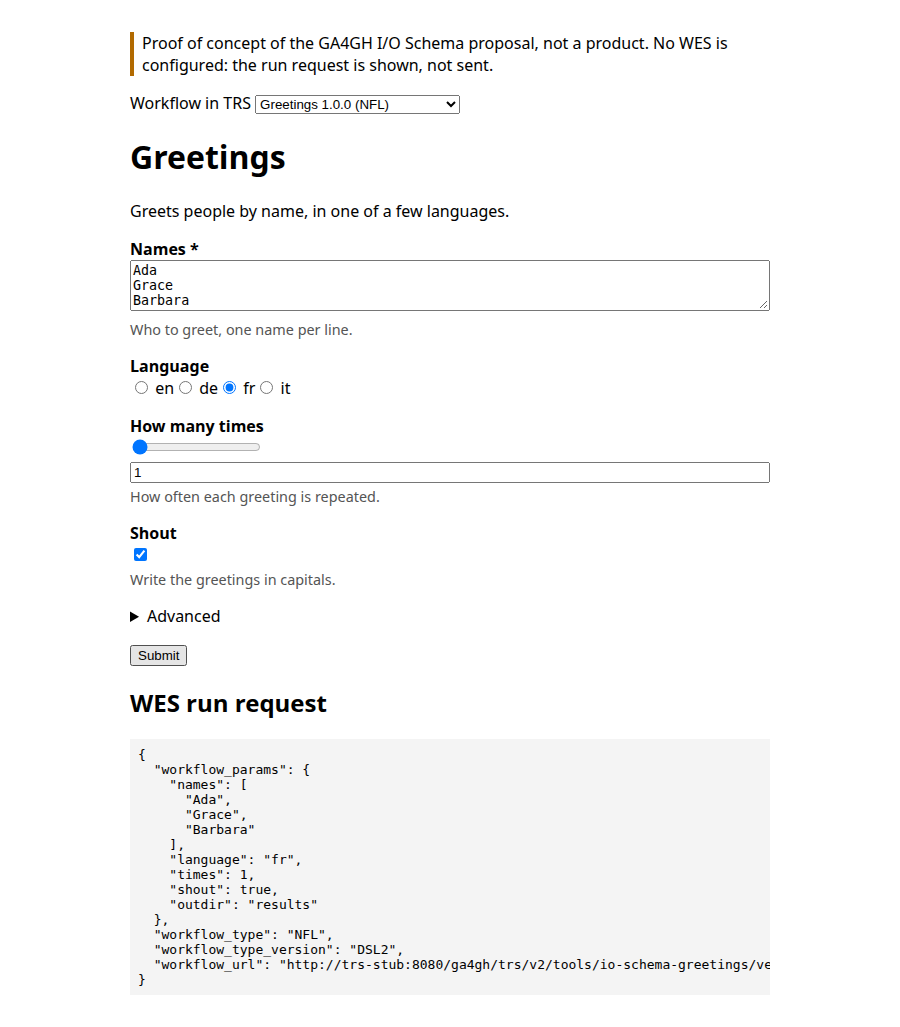 Proof of concept of the GA4GH I/O Schema proposal, not a product. No WES is
configured: the run request is shown, not sent.
Workflow in TRS Greetings 1.0.0 (NFL)
Greetings
Greets people by name, in one of a few languages.
Names *
Ada
Grace
Barbara
Who to greet, one name per line.
Language
en de fr it
How many times
1
How often each greeting is repeated.
Shout
Write the greetings in capitals.
Advanced
Submit
WES run request
{
  "workflow_params": {
    "names": [
      "Ada",
      "Grace",
      "Barbara"
    ],
    "language": "fr",
    "times": 1,
    "shout": true,
    "outdir": "results"
  },
  "workflow_type": "NFL",
  "workflow_type_version": "DSL2",
  "workflow_url": "http://trs-stub:8080/ga4gh/trs/v2/tools/io-schema-greetings/ve
}